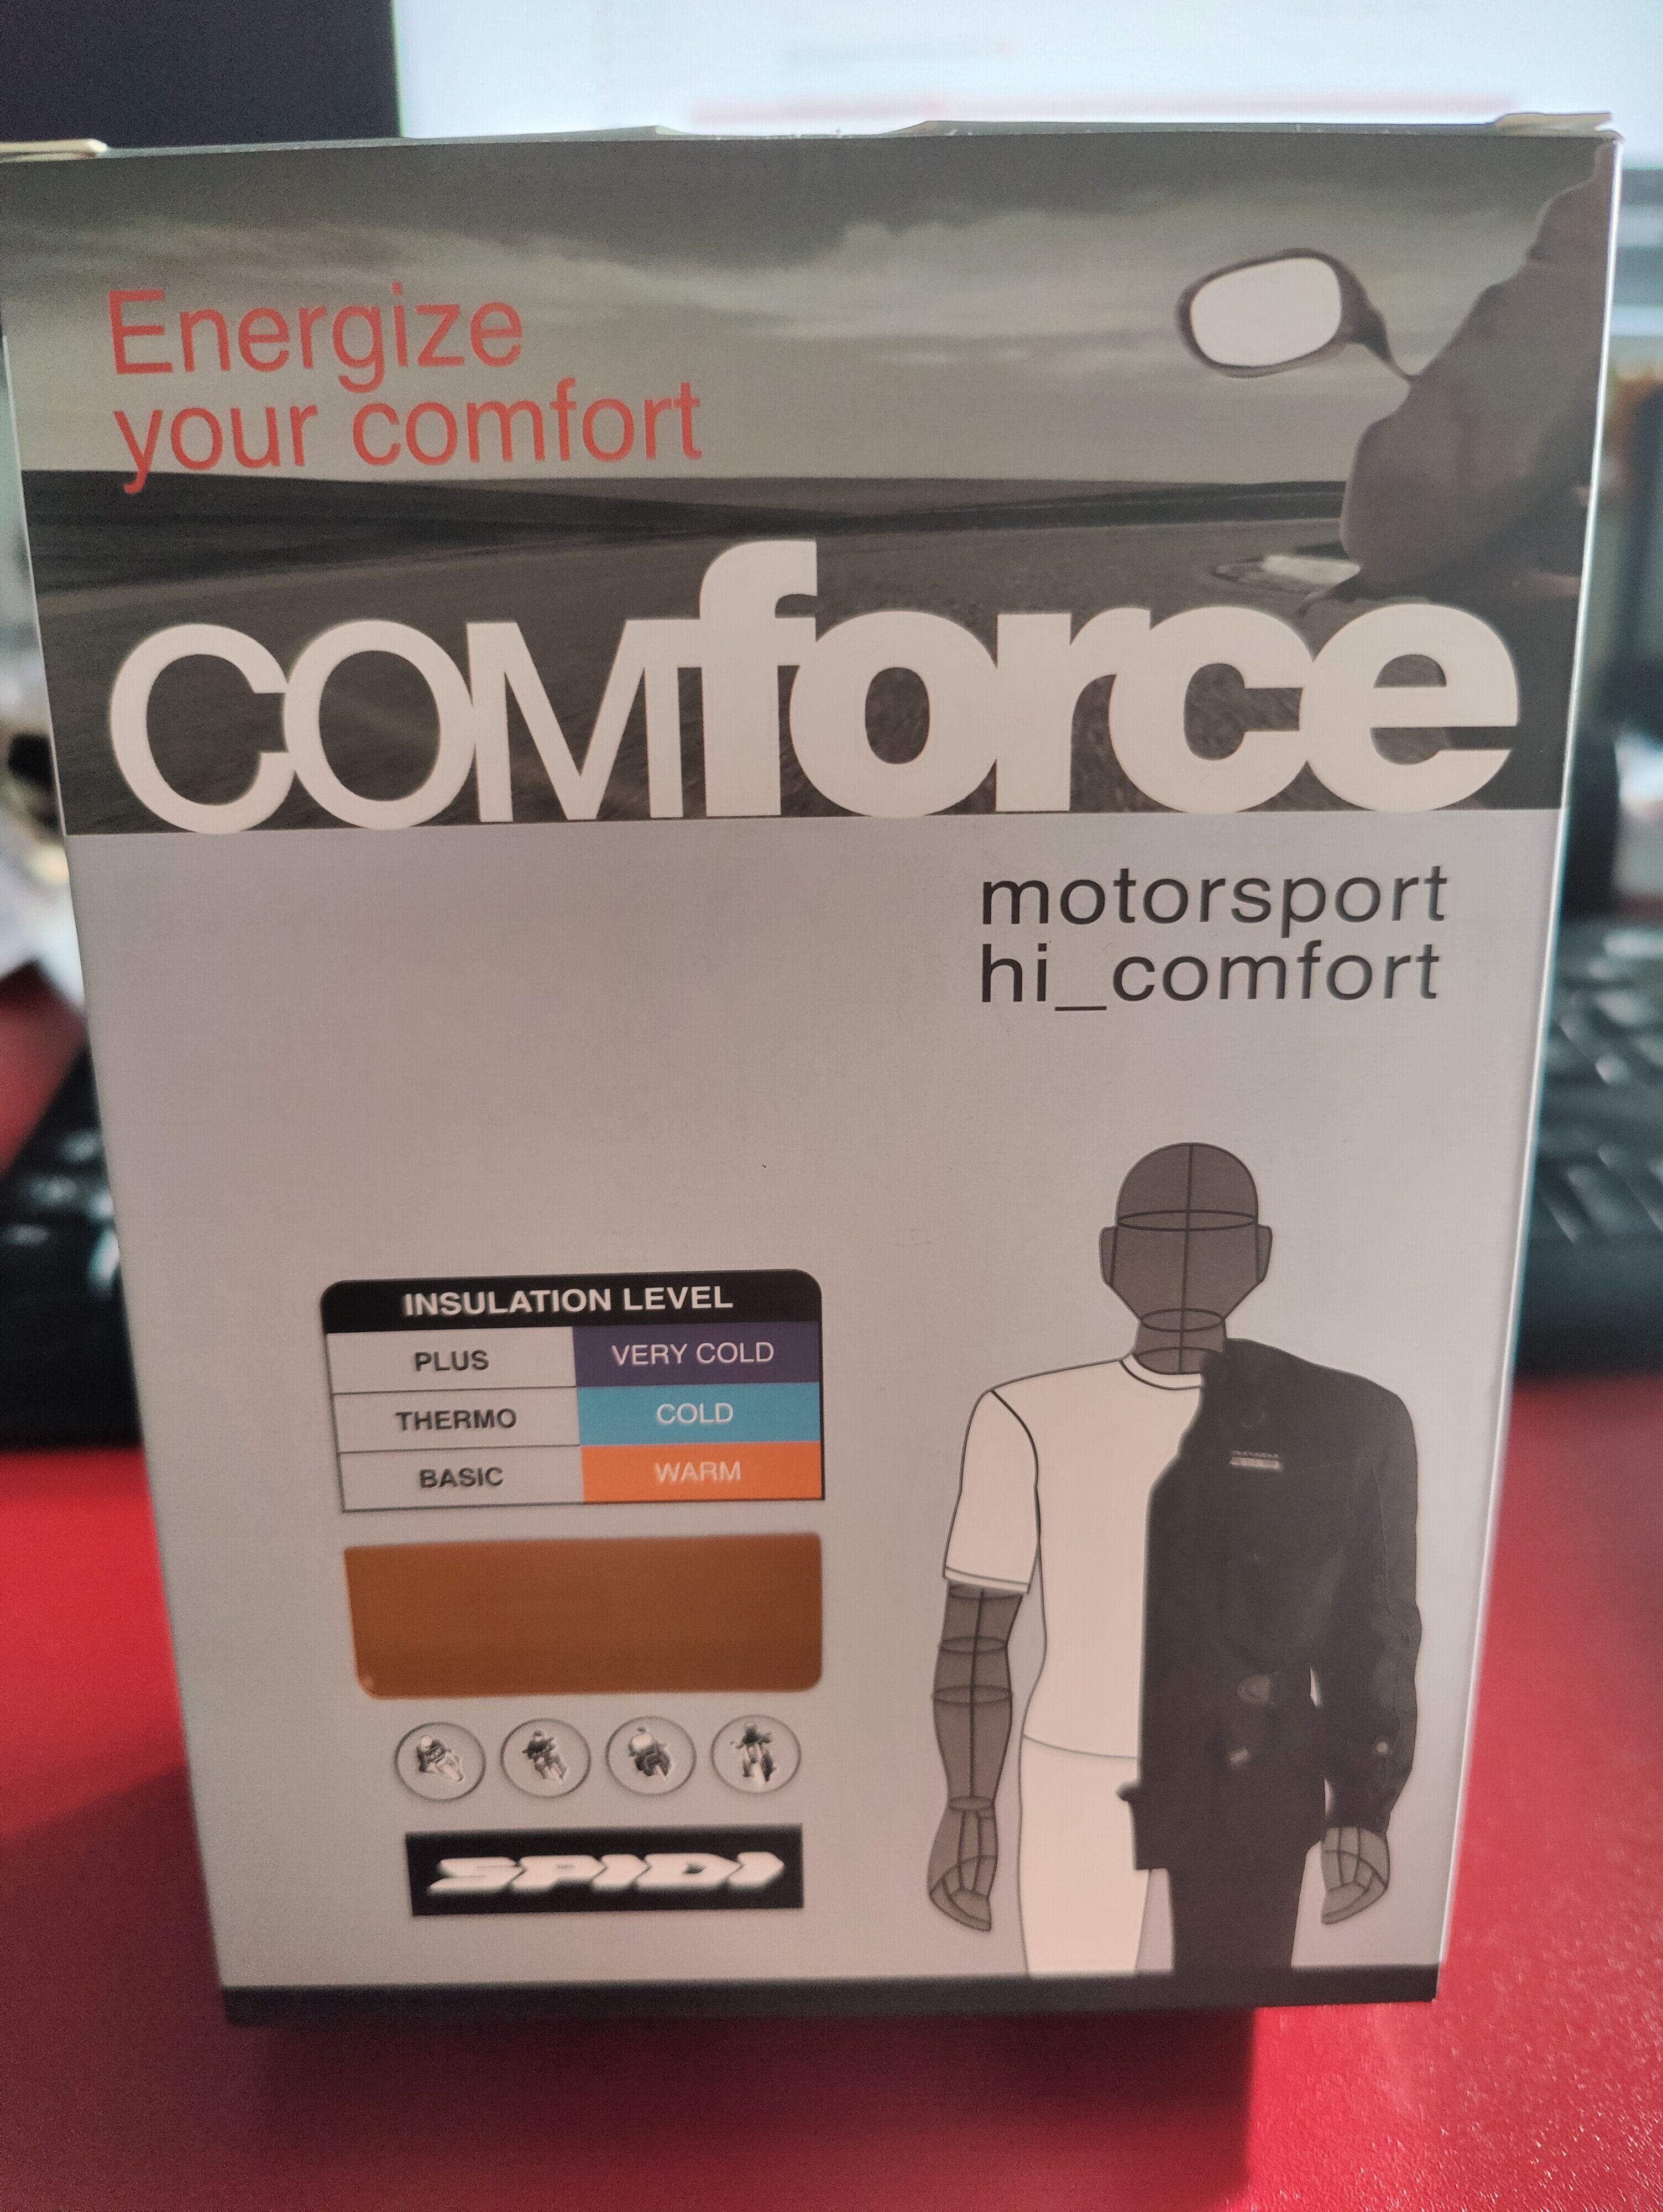 Energize
your comfort
COMforce
motorsport
hi_comfort
INSULATION LEVEL
PLUS VERY COLD
THERMO COLD
BASIC WARM
SPIDI